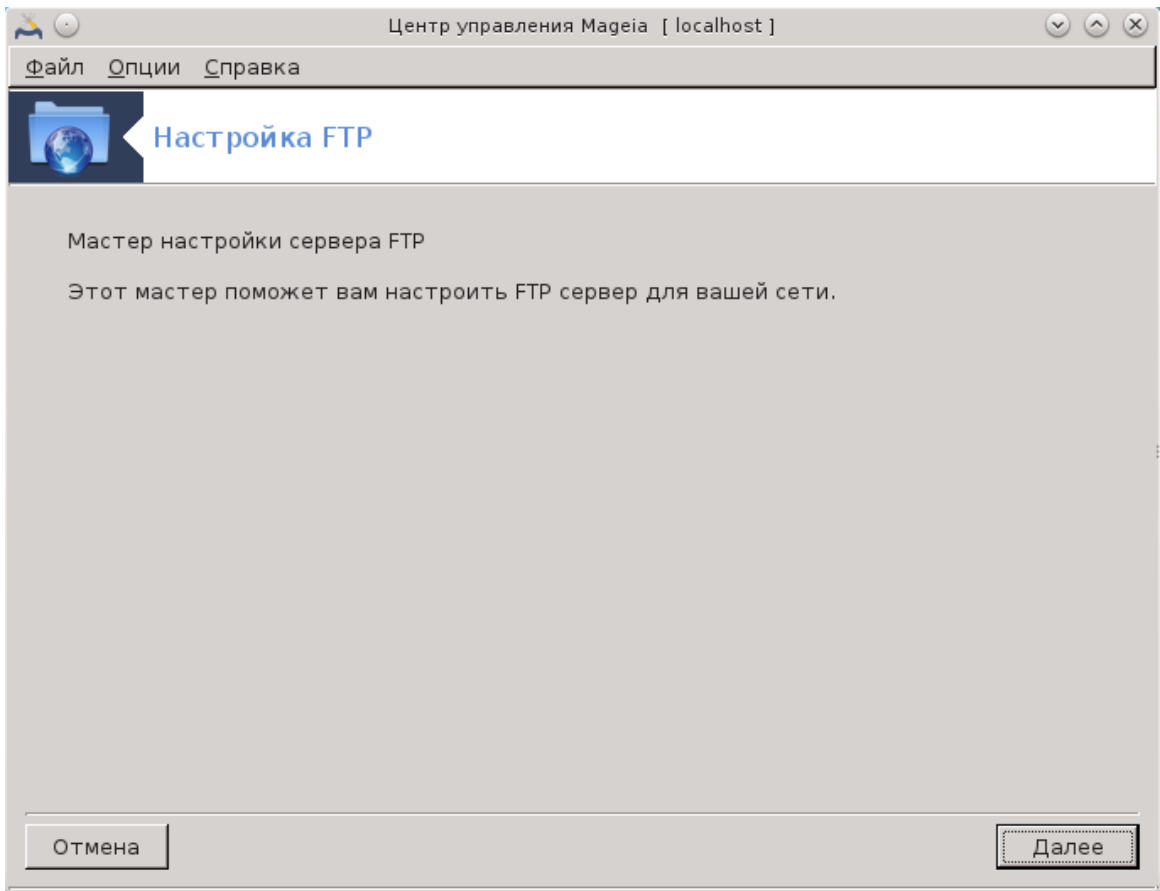 Центр управления Mageia [ localhost ]
Файл Опции Справка
Настройка FTP
Мастер настройки сервера FTP
Этот мастер поможет вам настроить FTP сервер для вашей сети.
Отмена Далее